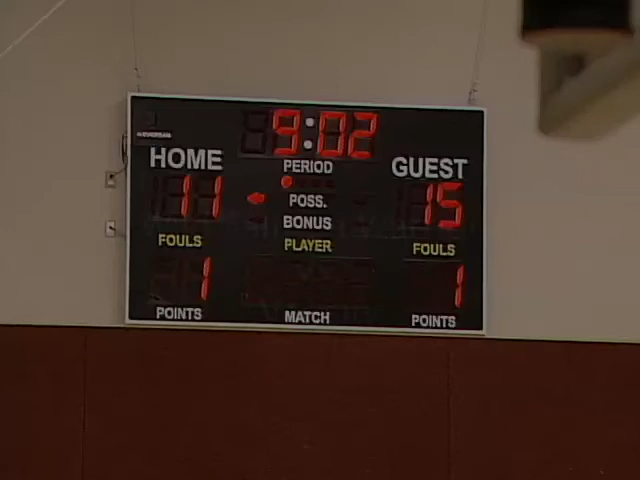 9:02
HOME PERIOD GUEST
11 POSS. 15
BONUS
FOULS PLAYER FOULS
1 1
POINTS MATCH POINTS